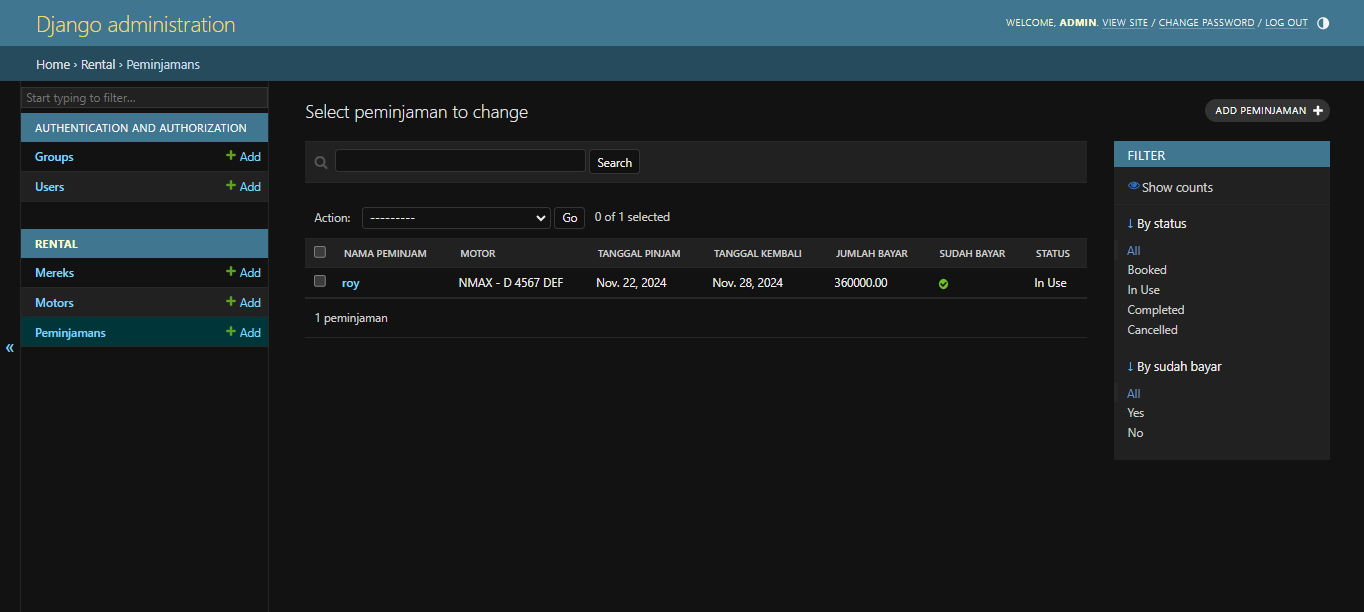 Django administration
WELCOME, ADMIN. VIEW SITE / CHANGE PASSWORD / LOG OUT
Home › Rental › Peminjamans
Start typing to filter...
AUTHENTICATION AND AUTHORIZATION
Groups + Add
Users + Add
RENTAL
Mereks + Add
Motors + Add
Peminjamans + Add
«
Select peminjaman to change
ADD PEMINJAMAN +
Search
Action: --------- Go 0 of 1 selected
NAMA PEMINJAM MOTOR TANGGAL PINJAM TANGGAL KEMBALI JUMLAH BAYAR SUDAH BAYAR STATUS
roy NMAX - D 4567 DEF Nov. 22, 2024 Nov. 28, 2024 360000.00 In Use
1 peminjaman
FILTER
Show counts
↓ By status
All
Booked
In Use
Completed
Cancelled
↓ By sudah bayar
All
Yes
No